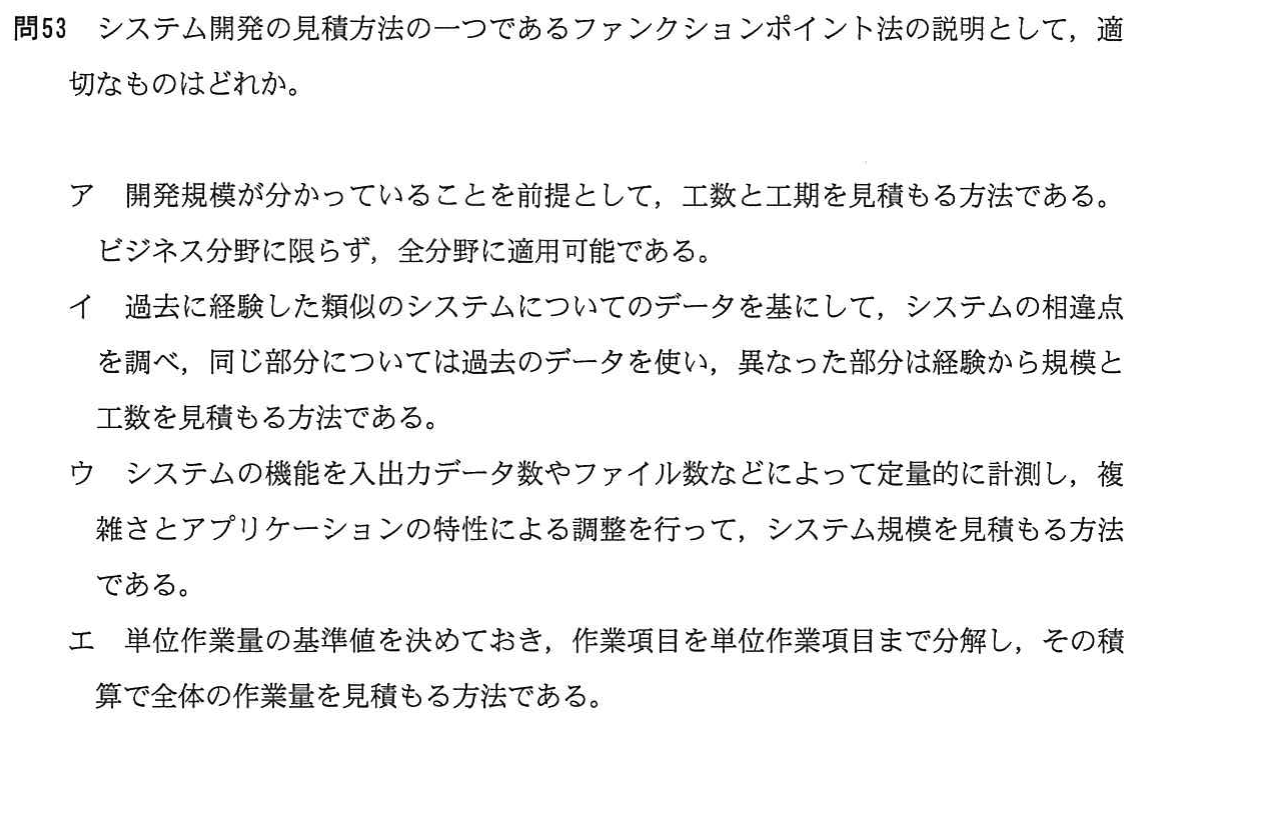 問53　システム開発の見積方法の一つであるファンクションポイント法の説明として，適
切なものはどれか。
ア　開発規模が分かっていることを前提として，工数と工期を見積もる方法である。
ビジネス分野に限らず，全分野に適用可能である。
イ　過去に経験した類似のシステムについてのデータを基にして，システムの相違点
を調べ，同じ部分については過去のデータを使い，異なった部分は経験から規模と
工数を見積もる方法である。
ウ　システムの機能を入出力データ数やファイル数などによって定量的に計測し，複
雑さとアプリケーションの特性による調整を行って，システム規模を見積もる方法
である。
エ　単位作業量の基準値を決めておき，作業項目を単位作業項目まで分解し，その積
算で全体の作業量を見積もる方法である。